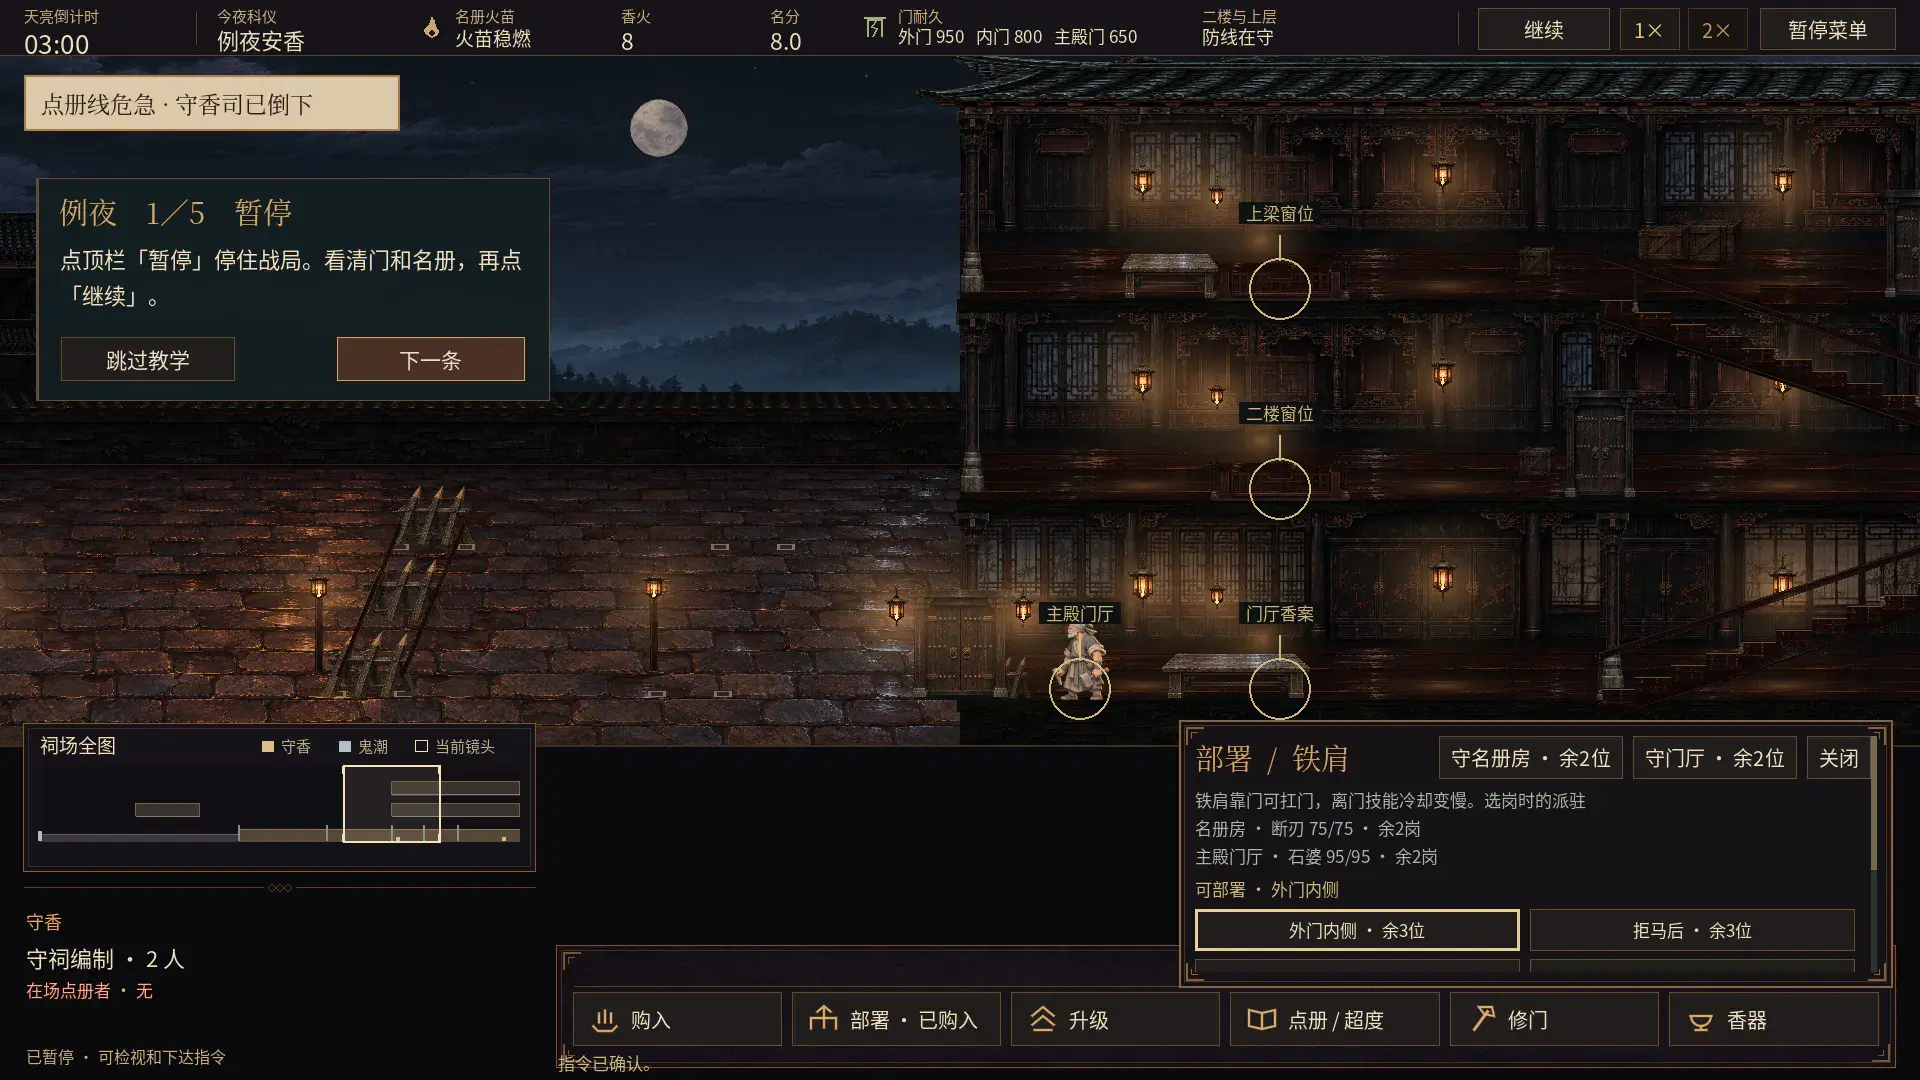 天亮倒计时
03:00
今夜科仪
例夜安香
名册火苗
火苗稳燃
香火
8
名分
8.0
门耐久
外门 950 内门 800 主殿门 650
二楼与上层
防线在守
继续
1×
2×
暂停菜单
点册线危急 · 守香司已倒下
例夜 1／5 暂停
点顶栏「暂停」停住战局。看清门和名册，再点
「继续」。
跳过教学
下一条
上梁窗位
二楼窗位
主殿门厅
门厅香案
祠场全图
守香
鬼潮
当前镜头
守香
守祠编制 · 2 人
在场点册者 · 无
已暂停 · 可检视和下达指令
部署 / 铁肩
守名册房 · 余2位
守门厅 · 余2位
关闭
铁肩靠门可扛门，离门技能冷却变慢。选岗时的派驻
名册房 · 断刃 75/75 · 余2岗
主殿门厅 · 石婆 95/95 · 余2岗
可部署 · 外门内侧
外门内侧 · 余3位
拒马后 · 余3位
购入
部署 · 已购入
升级
点册 / 超度
修门
香器
指令已确认。